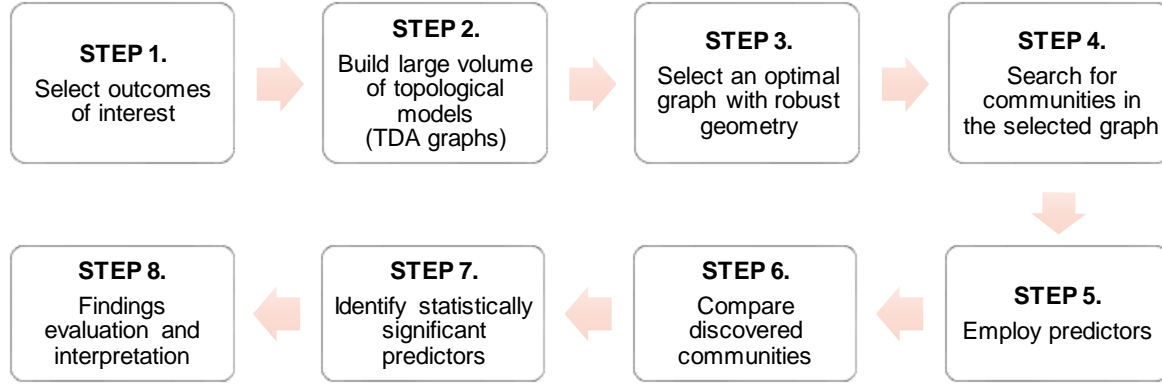 STEP 1.
Select outcomes
of interest
STEP 2.
Build large volume
of topological
models
(TDA graphs)
STEP 3.
Select an optimal
graph with robust
geometry
STEP 4.
Search for
communities in
the selected graph
STEP 5.
Employ predictors
STEP 6.
Compare
discovered
communities
STEP 7.
Identify statistically
significant
predictors
STEP 8.
Findings
evaluation and
interpretation